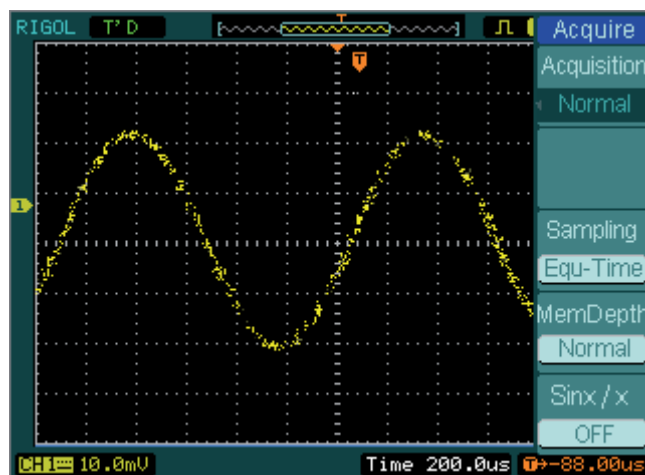 RIGOL T'D
T
T
1
Acquire
Acquisition
Normal
Sampling
Equ-Time
MemDepth
Normal
Sinx/x
OFF
CH1 10.0mV Time 200.0us T→-88.00us